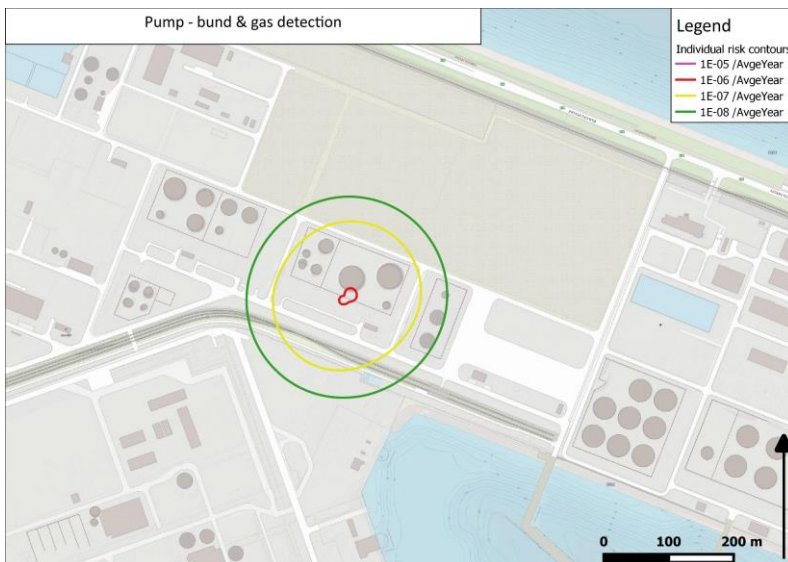 Pump - bund & gas detection
Legend
Individual risk contours
1E-05 /AvgeYear
1E-06 /AvgeYear
1E-07 /AvgeYear
1E-08 /AvgeYear
0 100 200 m